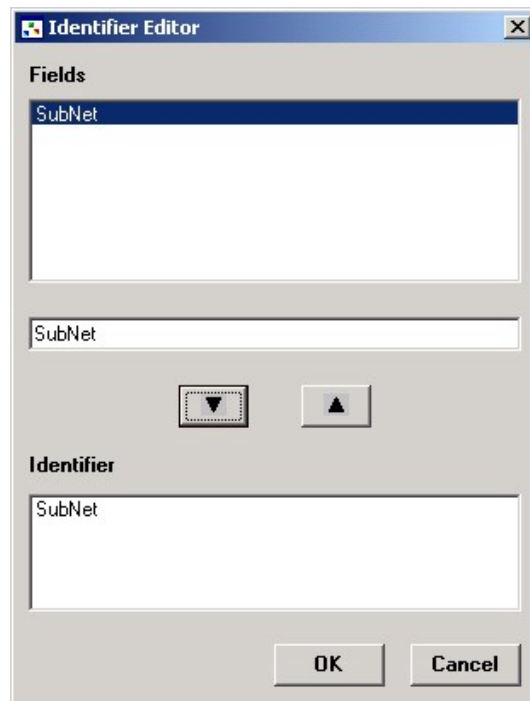 Identifier Editor
Fields
SubNet
SubNet
Identifier
SubNet
OK Cancel